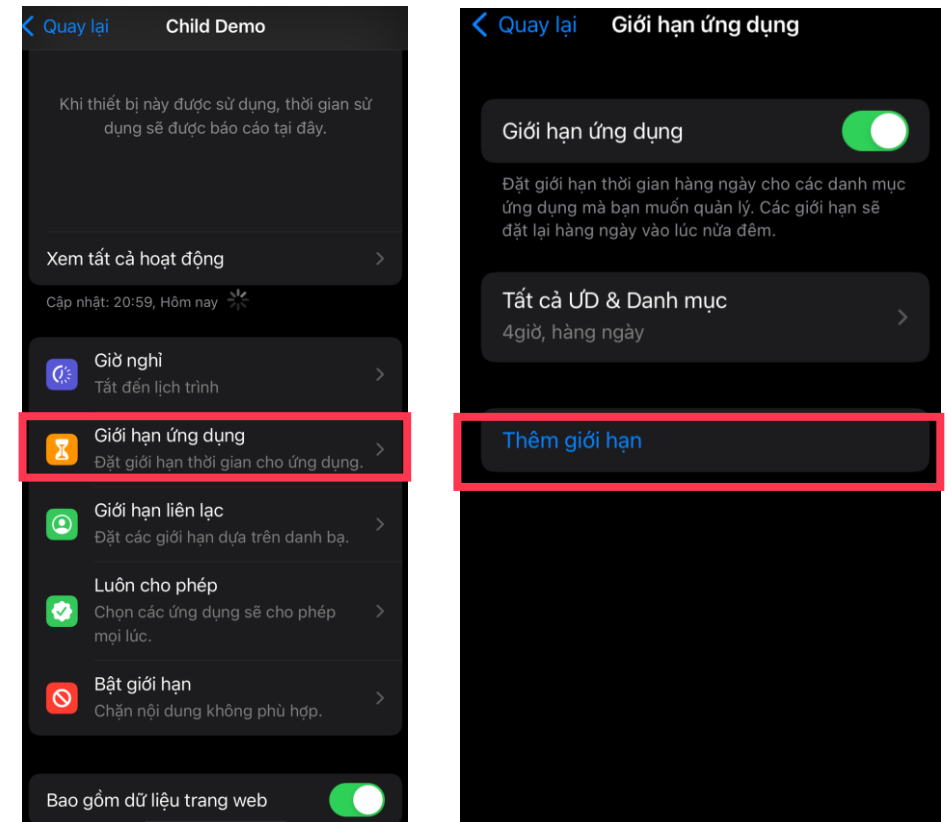 Quay lại
Child Demo
Khi thiết bị này được sử dụng, thời gian sử
dụng sẽ được báo cáo tại đây.
Xem tất cả hoạt động
Cập nhật: 20:59, Hôm nay
Giờ nghỉ
Tắt đến lịch trình
Giới hạn ứng dụng
Đặt giới hạn thời gian cho ứng dụng.
Giới hạn liên lạc
Đặt các giới hạn dựa trên danh bạ.
Luôn cho phép
Chọn các ứng dụng sẽ cho phép
mọi lúc.
Bật giới hạn
Chặn nội dung không phù hợp.
Bao gồm dữ liệu trang web
Quay lại
Giới hạn ứng dụng
Giới hạn ứng dụng
Đặt giới hạn thời gian hàng ngày cho các danh mục
ứng dụng mà bạn muốn quản lý. Các giới hạn sẽ
đặt lại hàng ngày vào lúc nửa đêm.
Tất cả ƯD & Danh mục
4giờ, hàng ngày
Thêm giới hạn